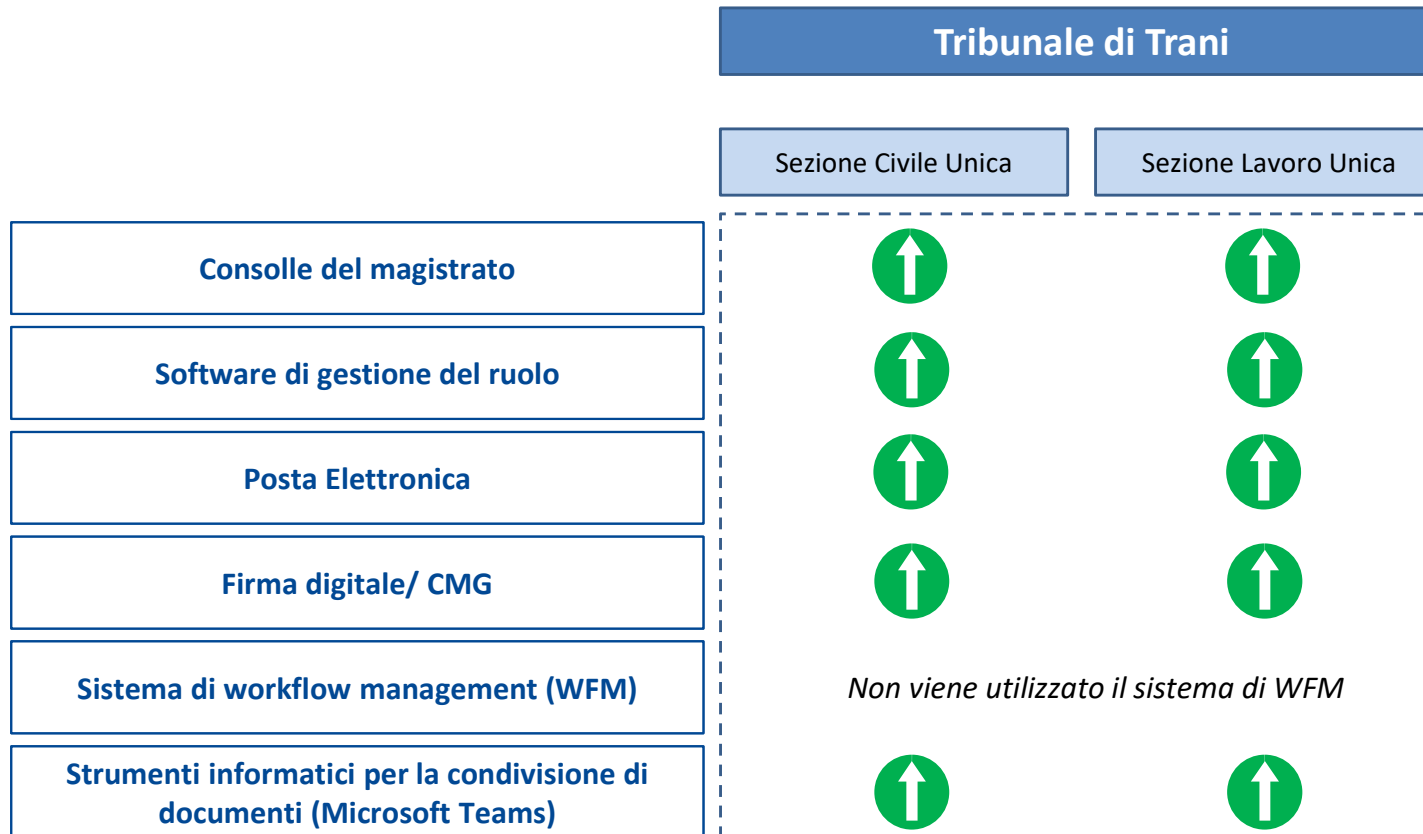 Tribunale di Trani
Sezione Civile Unica
Sezione Lavoro Unica
Consolle del magistrato
Software di gestione del ruolo
Posta Elettronica
Firma digitale/ CMG
Sistema di workflow management (WFM)
Non viene utilizzato il sistema di WFM
Strumenti informatici per la condivisione di
documenti (Microsoft Teams)